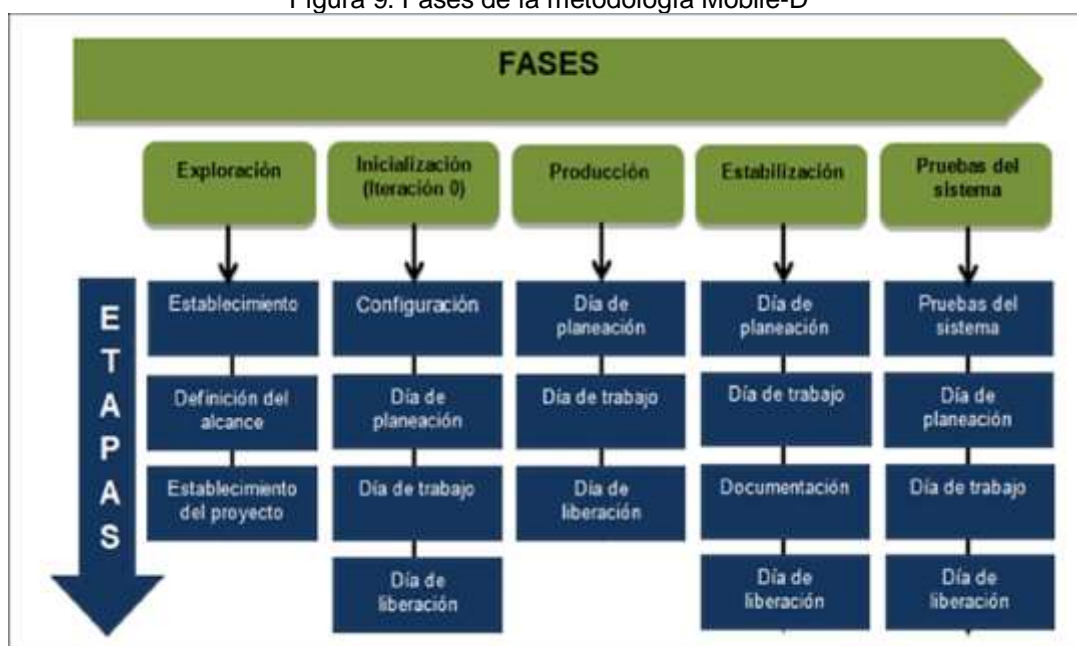 Figura 9. Fases de la metodología Mobile-D
FASES
Exploración
Inicialización
(Iteración 0)
Producción
Estabilización
Pruebas del
sistema
ETAPAS
Establecimiento
Configuración
Día de
planeación
Día de
planeación
Pruebas del
sistema
Definición del
alcance
Día de
planeación
Día de trabajo
Día de trabajo
Día de
planeación
Establecimiento
del proyecto
Día de trabajo
Día de
liberación
Documentación
Día de trabajo
Día de
liberación
Día de
liberación
Día de
liberación